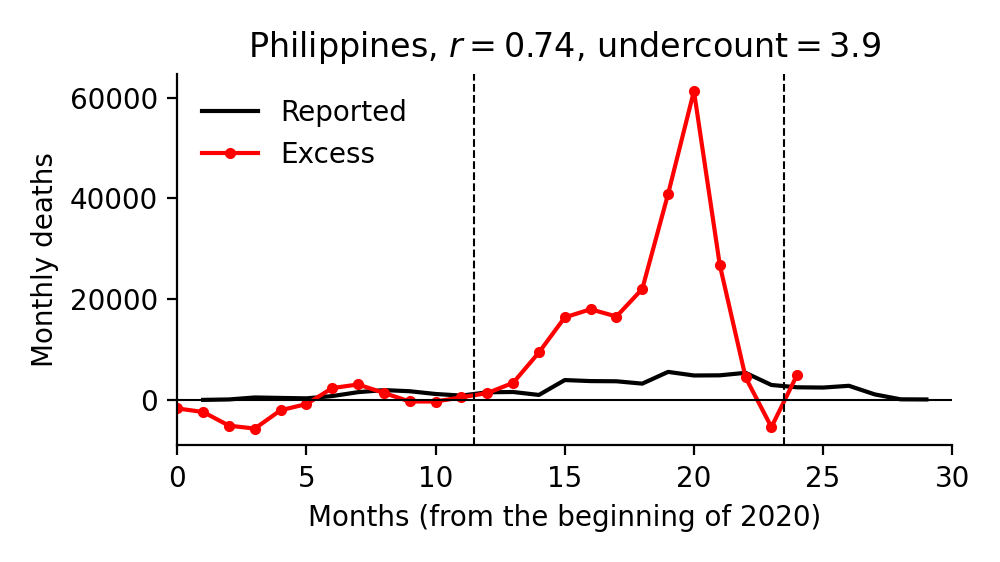 Philippines, r = 0.74, undercount = 3.9
Reported
Excess
Monthly deaths
60000
40000
20000
0
0 5 10 15 20 25 30
Months (from the beginning of 2020)